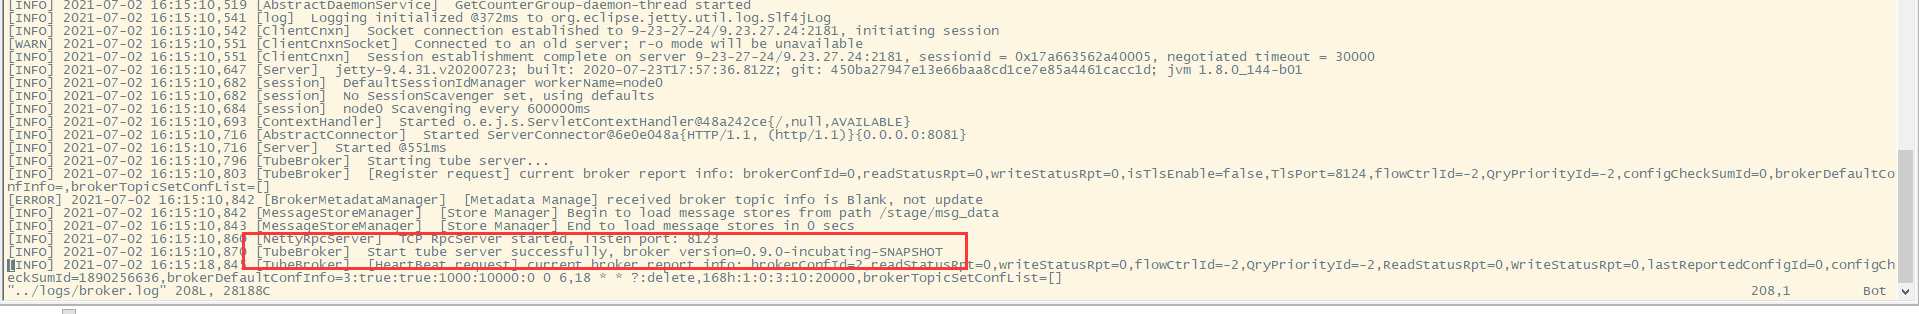 [INFO] 2021-07-02 16:15:10,519 [AbstractDaemonService]  GetCounterGroup-daemon-thread started
[INFO] 2021-07-02 16:15:10,541 [log]  Logging initialized @372ms to org.eclipse.jetty.util.log.Slf4jLog
[INFO] 2021-07-02 16:15:10,542 [ClientCnxn]  Socket connection established to 9-23-27-24/9.23.27.24:2181, initiating session
[WARN] 2021-07-02 16:15:10,551 [ClientCnxnSocket]  Connected to an old server; r-o mode will be unavailable
[INFO] 2021-07-02 16:15:10,551 [ClientCnxn]  Session establishment complete on server 9-23-27-24/9.23.27.24:2181, sessionid = 0x17a663562a40005, negotiated timeout = 30000
[INFO] 2021-07-02 16:15:10,647 [Server]  jetty-9.4.31.v20200723; built: 2020-07-23T17:57:36.812Z; git: 450ba27947e13e66baa8cd1ce7e85a4461cacc1d; jvm 1.8.0_144-b01
[INFO] 2021-07-02 16:15:10,682 [session]  DefaultSessionIdManager workerName=node0
[INFO] 2021-07-02 16:15:10,682 [session]  No SessionScavenger set, using defaults
[INFO] 2021-07-02 16:15:10,684 [session]  node0 Scavenging every 600000ms
[INFO] 2021-07-02 16:15:10,693 [ContextHandler]  Started o.e.j.s.ServletContextHandler@48a242ce{/,null,AVAILABLE}
[INFO] 2021-07-02 16:15:10,716 [AbstractConnector]  Started ServerConnector@6e0e048a{HTTP/1.1, (http/1.1)}{0.0.0.0:8081}
[INFO] 2021-07-02 16:15:10,716 [Server]  Started @551ms
[INFO] 2021-07-02 16:15:10,796 [TubeBroker]  Starting tube server...
[INFO] 2021-07-02 16:15:10,803 [TubeBroker]  [Register request] current broker report info: brokerConfId=0,readStatusRpt=0,writeStatusRpt=0,isTlsEnable=false,TlsPort=8124,flowCtrlId=-2,QryPriorityId=-2,configCheckSumId=0,brokerDefaultCo
nfInfo=,brokerTopicSetConfList=[]
[ERROR] 2021-07-02 16:15:10,842 [BrokerMetadataManager]  [Metadata Manage] received broker topic info is Blank, not update
[INFO] 2021-07-02 16:15:10,842 [MessageStoreManager]  [Store Manager] Begin to load message stores from path /stage/msg_data
[INFO] 2021-07-02 16:15:10,843 [MessageStoreManager]  [Store Manager] End to load message stores in 0 secs
[INFO] 2021-07-02 16:15:10,860 [NettyRpcServer]  TCP RpcServer started, listen port: 8123
[INFO] 2021-07-02 16:15:10,870 [TubeBroker]  Start tube server successfully, broker version=0.9.0-incubating-SNAPSHOT
[INFO] 2021-07-02 16:15:18,84 [TubeBroker]  [HeartBeat request] current broker report info: brokerConfId=2,readStatusRpt=0,writeStatusRpt=0,flowCtrlId=-2,QryPriorityId=-2,ReadStatusRpt=0,WriteStatusRpt=0,lastReportedConfigId=0,configCh
eckSumId=1890256636,brokerDefaultConfInfo=3:true:true:1000:10000:0 0 6,18 * * ?:delete,168h:1:0:3:10:20000,brokerTopicSetConfList=[]
"../logs/broker.log" 208L, 28188C 208,1 Bot